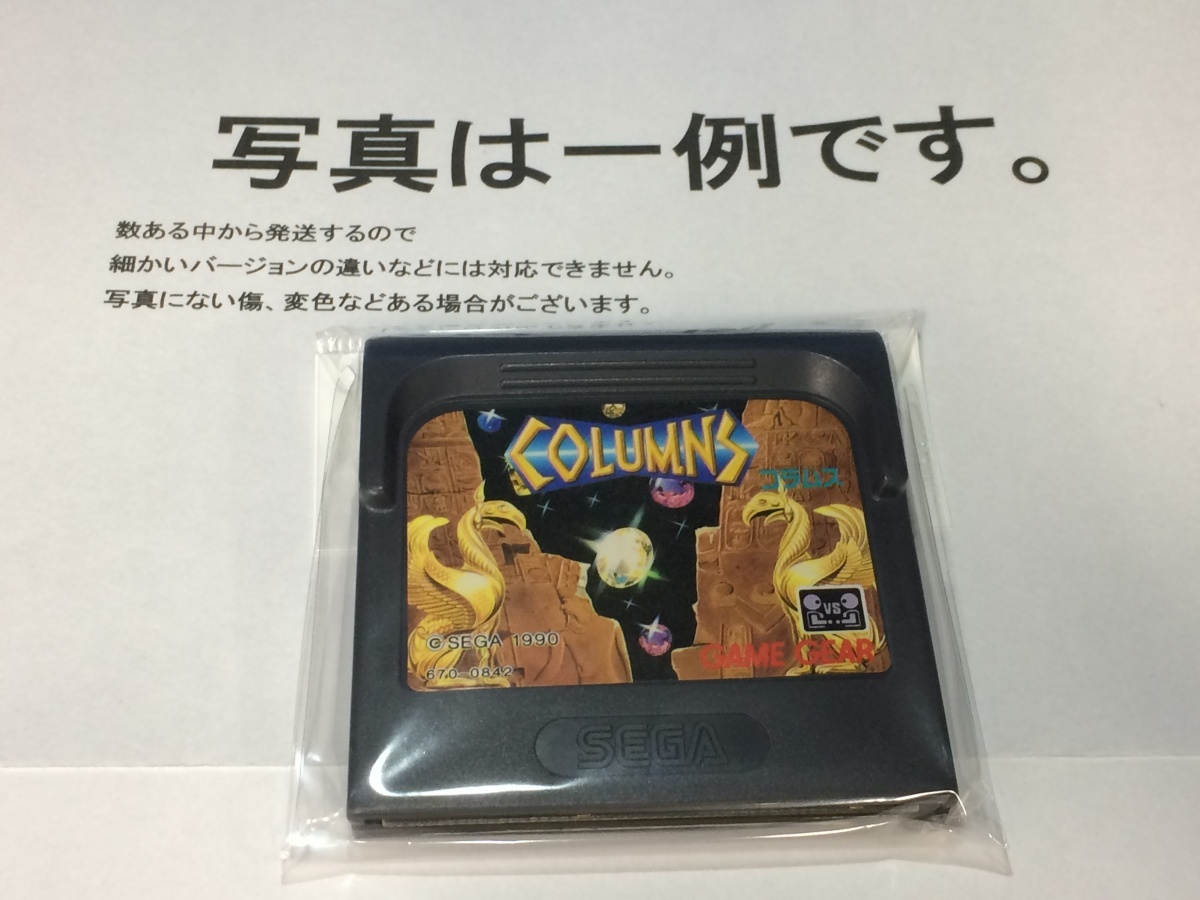 写真は一例です。
数ある中から発送するので
細かいバージョンの違いなどには対応できません。
写真にない傷、変色などある場合がございます。
COLUMNS
コラムス
VS
©SEGA 1990
GAME GEAR
670-0842
SEGA